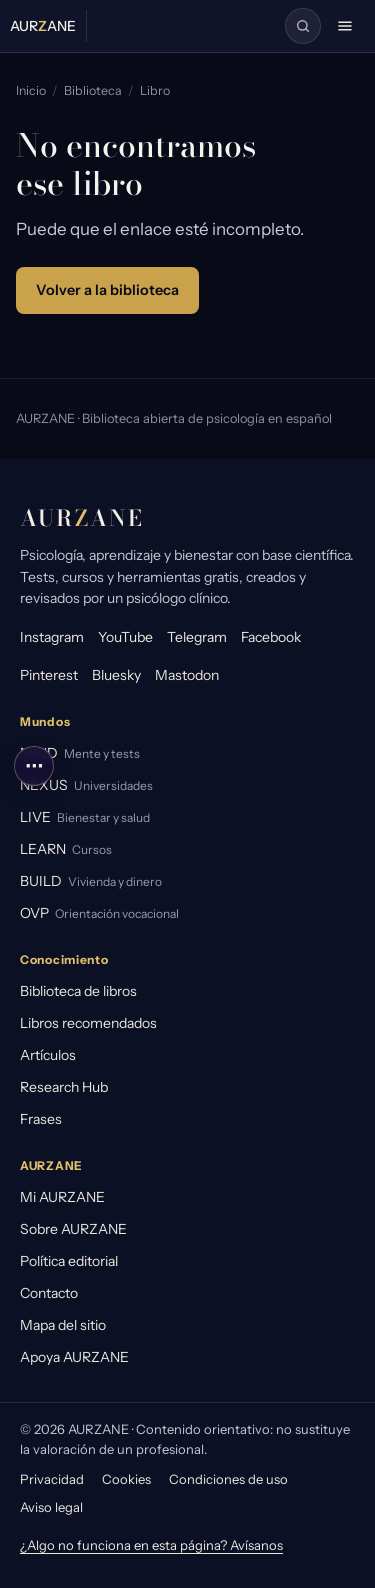 AURZANE
Inicio / Biblioteca / Libro
No encontramos
ese libro
Puede que el enlace esté incompleto.
Volver a la biblioteca
AURZANE · Biblioteca abierta de psicología en español
AURZANE
Psicología, aprendizaje y bienestar con base científica.
Tests, cursos y herramientas gratis, creados y
revisados por un psicólogo clínico.
Instagram YouTube Telegram Facebook
Pinterest Bluesky Mastodon
Mundos
Mente y tests
NEXUS Universidades
LIVE Bienestar y salud
LEARN Cursos
BUILD Vivienda y dinero
OVP Orientación vocacional
Conocimiento
Biblioteca de libros
Libros recomendados
Artículos
Research Hub
Frases
AURZANE
Mi AURZANE
Sobre AURZANE
Política editorial
Contacto
Mapa del sitio
Apoya AURZANE
© 2026 AURZANE · Contenido orientativo: no sustituye
la valoración de un profesional.
Privacidad Cookies Condiciones de uso
Aviso legal
¿Algo no funciona en esta página? Avísanos